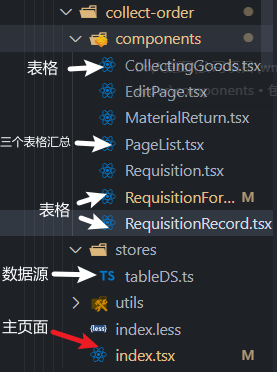 collect-order
components
表格
CollectingGoods.tsx
EditPage.tsx
MaterialReturn.tsx
三个表格汇总
PageList.tsx
Requisition.tsx
表格
RequisitionFor... M
RequisitionRecord.tsx
stores
数据源
TS tableDS.ts
utils
{less} index.less
主页面
index.tsx M